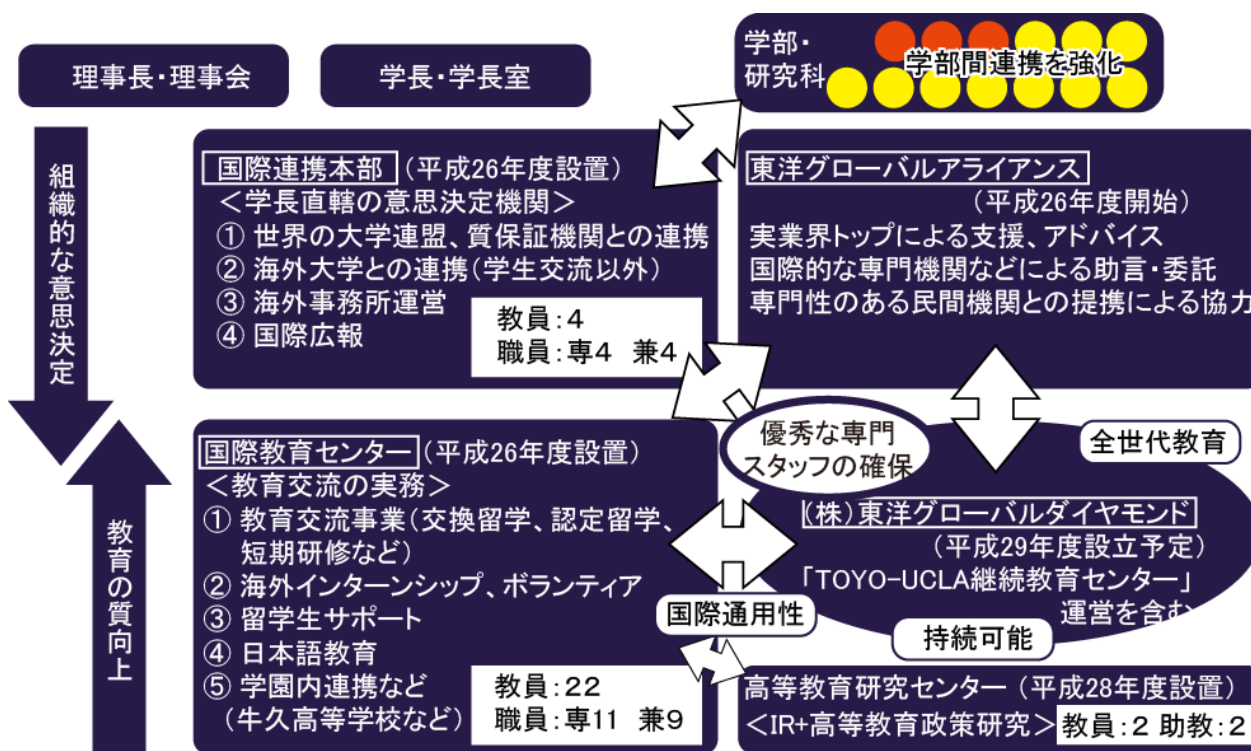 理事長・理事会
学長・学長室
学部・
研究科
学部間連携を強化
組織的な意思決定
教育の質向上
国際連携本部 (平成26年度設置)
＜学長直轄の意思決定機関＞
① 世界の大学連盟、質保証機関との連携
② 海外大学との連携(学生交流以外)
③ 海外事務所運営
④ 国際広報
教員：4
職員：専4 兼4
東洋グローバルアライアンス
(平成26年度開始)
実業界トップによる支援、アドバイス
国際的な専門機関などによる助言・委託
専門性のある民間機関との提携による協力
国際教育センター (平成26年度設置)
＜教育交流の実務＞
① 教育交流事業(交換留学、認定留学、
短期研修など)
② 海外インターンシップ、ボランティア
③ 留学生サポート
④ 日本語教育
⑤ 学園内連携など
(牛久高等学校など)
教員：22
職員：専11 兼9
優秀な専門
スタッフの確保
全世代教育
(株)東洋グローバルダイヤモンド
(平成29年度設立予定)
「TOYO-UCLA継続教育センター」
運営を含む
国際通用性
持続可能
高等教育研究センター (平成28年度設置)
＜IR+高等教育政策研究＞
教員：2 助教：2